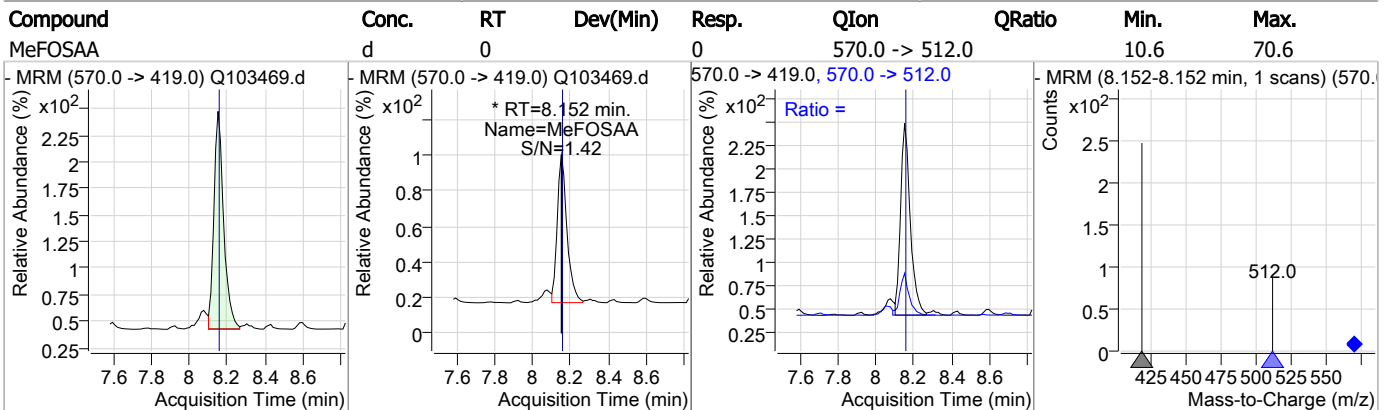 Compound Conc. RT Dev(Min) Resp. QIon QRatio Min. Max.
MeFOSAA d 0 0 570.0 -> 512.0 10.6 70.6
- MRM (570.0 -> 419.0) Q103469.d
x10²
Relative Abundance (%)
2.25
2
1.75
1.5
1.25
1
0.75
0.5
0.25
7.6 7.8 8 8.2 8.4 8.6
Acquisition Time (min)
- MRM (570.0 -> 419.0) Q103469.d
x10²
* RT=8.152 min.
Name=MeFOSAA
S/N=1.42
Relative Abundance (%)
1
0.8
0.6
0.4
0.2
0
7.6 7.8 8 8.2 8.4 8.6
Acquisition Time (min)
570.0 -> 419.0, 570.0 -> 512.0
x10²
Ratio =
Relative Abundance (%)
2.25
2
1.75
1.5
1.25
1
0.75
0.5
0.25
7.6 7.8 8 8.2 8.4 8.6
Acquisition Time (min)
- MRM (8.152-8.152 min, 1 scans) (570.
x10²
Counts
2.5
2
1.5
1
0.5
0
512.0
425 450 475 500 525 550
Mass-to-Charge (m/z)